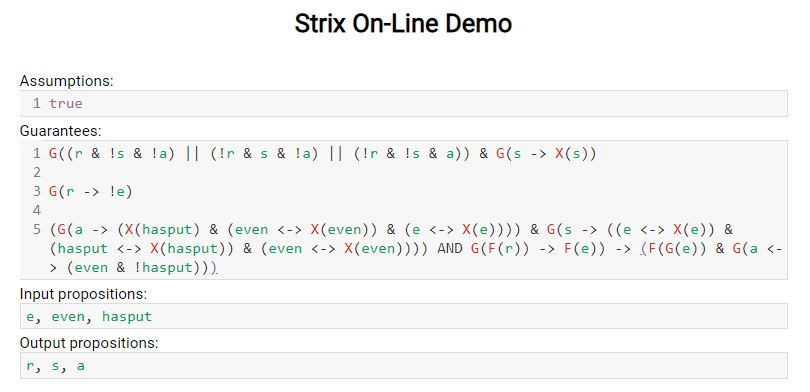 Strix On-Line Demo
Assumptions:
1 true
Guarantees:
1 G((r & !s & !a) || (!r & s & !a) || (!r & !s & a)) & G(s -> X(s))
2
3 G(r -> !e)
4
5 (G(a -> (X(hasput) & (even <-> X(even)) & (e <-> X(e)))) & G(s -> ((e <-> X(e)) &
(hasput <-> X(hasput)) & (even <-> X(even)))) AND G(F(r)) -> F(e)) -> (F(G(e)) & G(a <-
> (even & !hasput)))
Input propositions:
e, even, hasput
Output propositions:
r, s, a